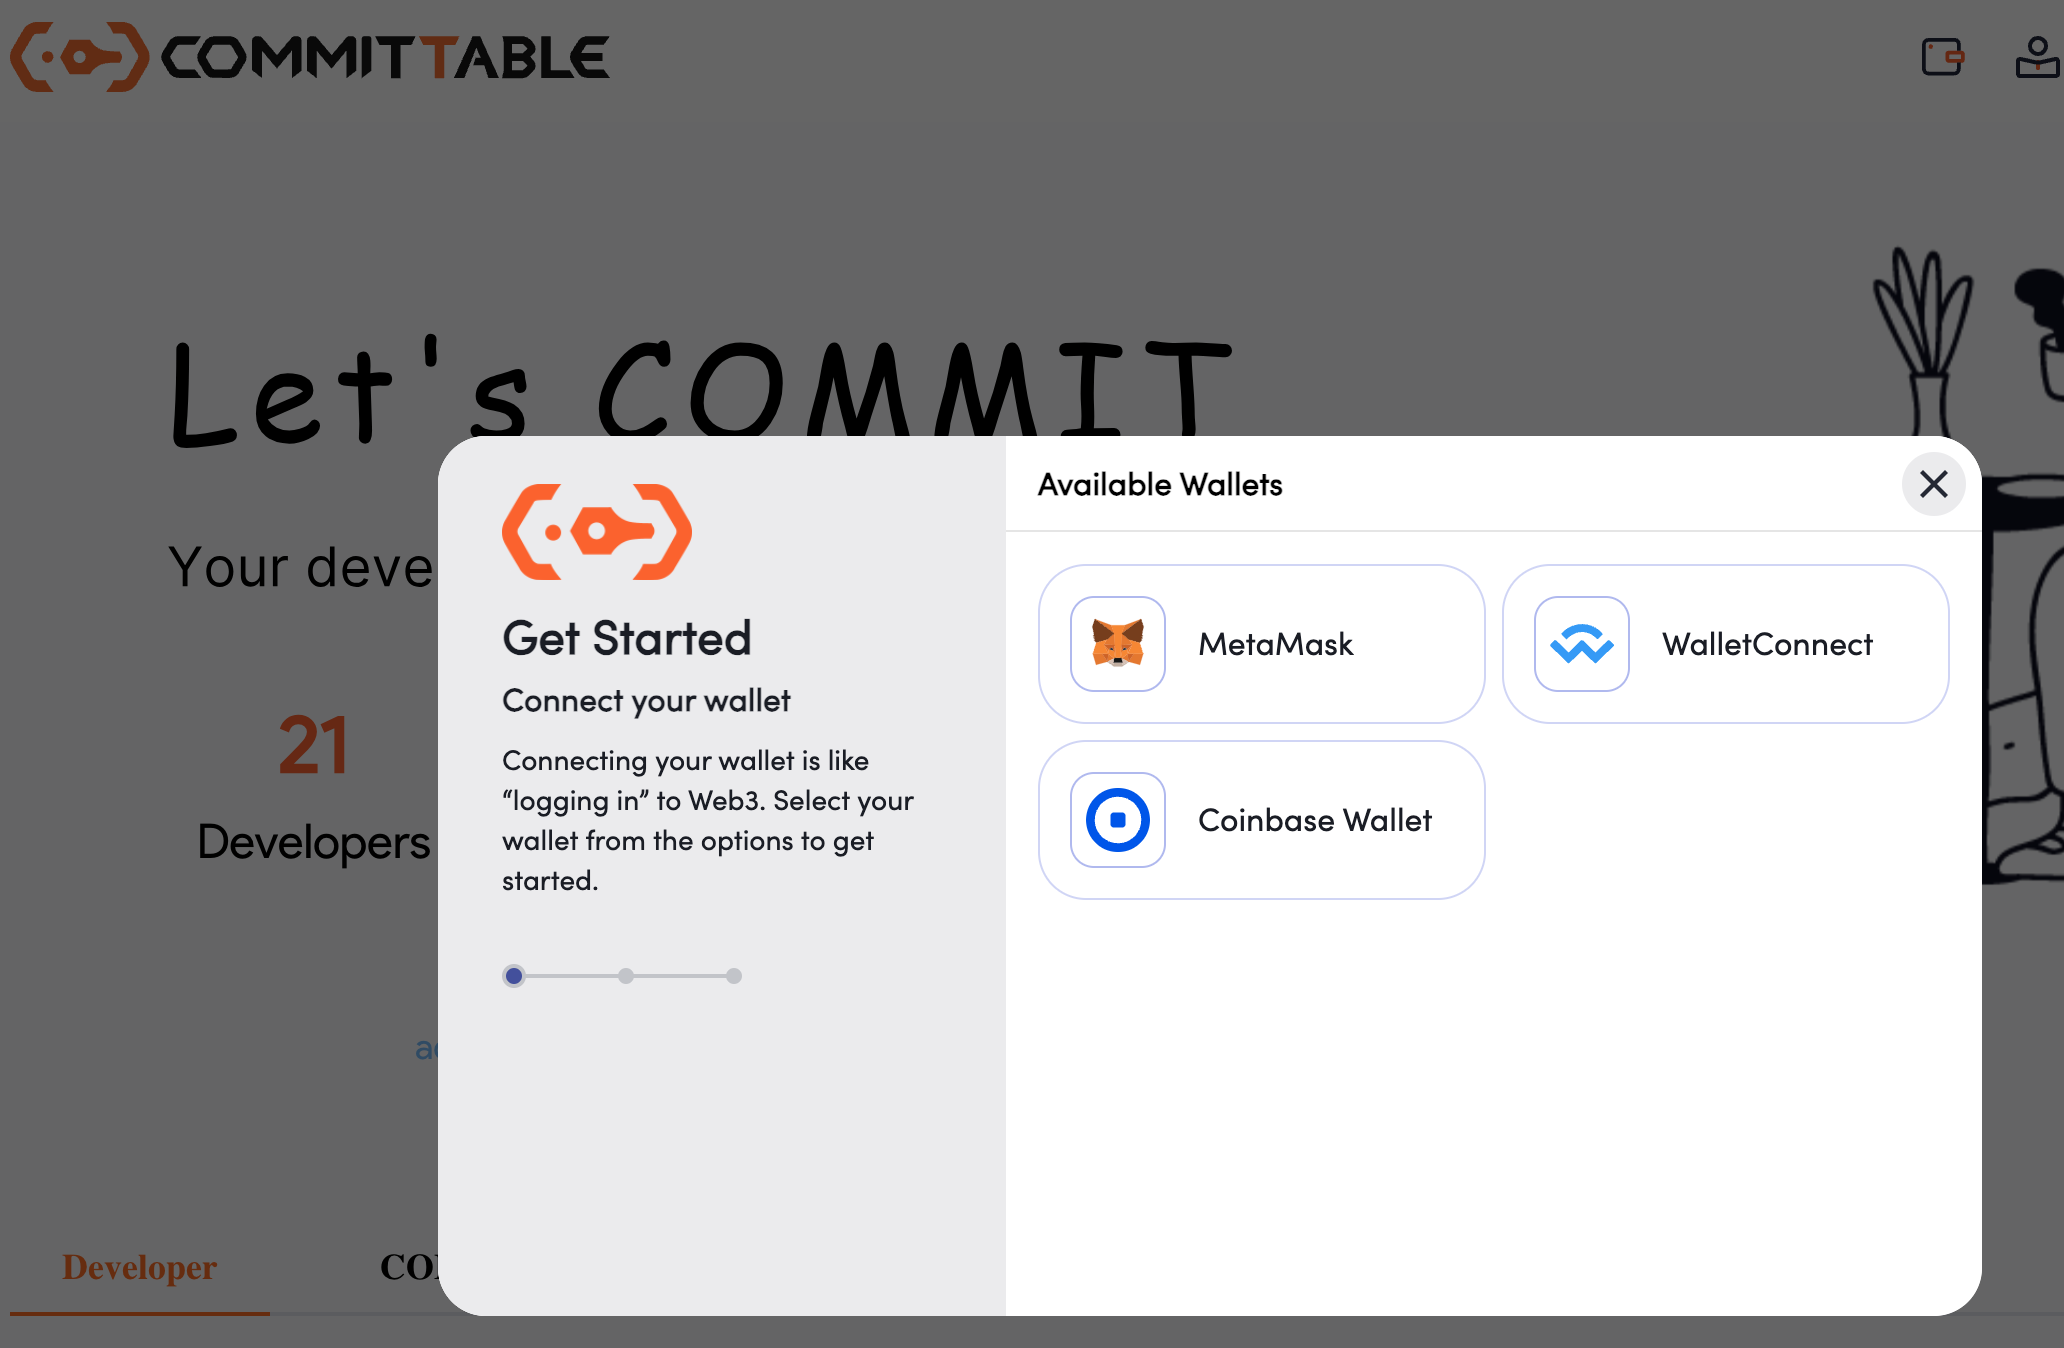 COMMITTABLE
Let's COMMIT
Your deve
21
Developers
Developer
Get Started
Connect your wallet
Connecting your wallet is like
“logging in” to Web3. Select your
wallet from the options to get
started.
Available Wallets
MetaMask
WalletConnect
Coinbase Wallet